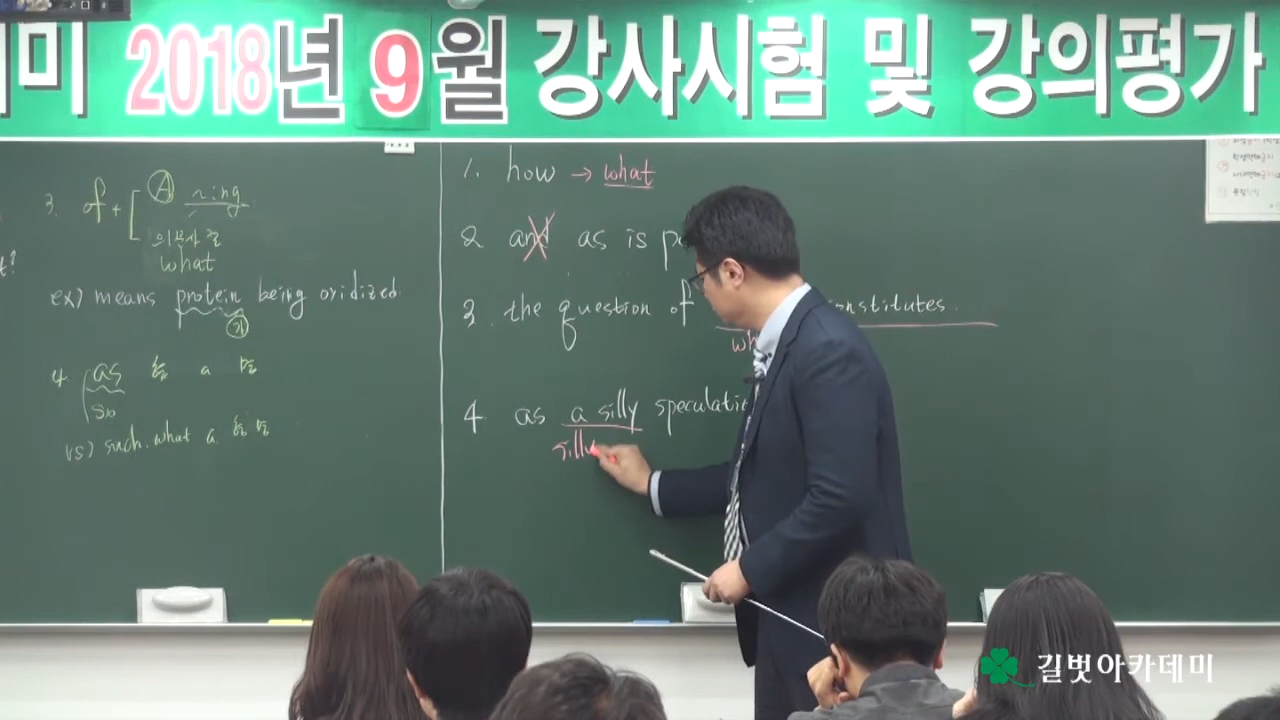 미 2018년 9월 강사시험 및 강의평가
3. of + [ Ⓐ ~ing.
의문사절
what
ex) means protein being oxidized.
가
4. as 형 a 명
so
vs) such, what a 형 명
1. how → what
2. and as is
3. the question of
4. as a silly
silly
길벗아카데미